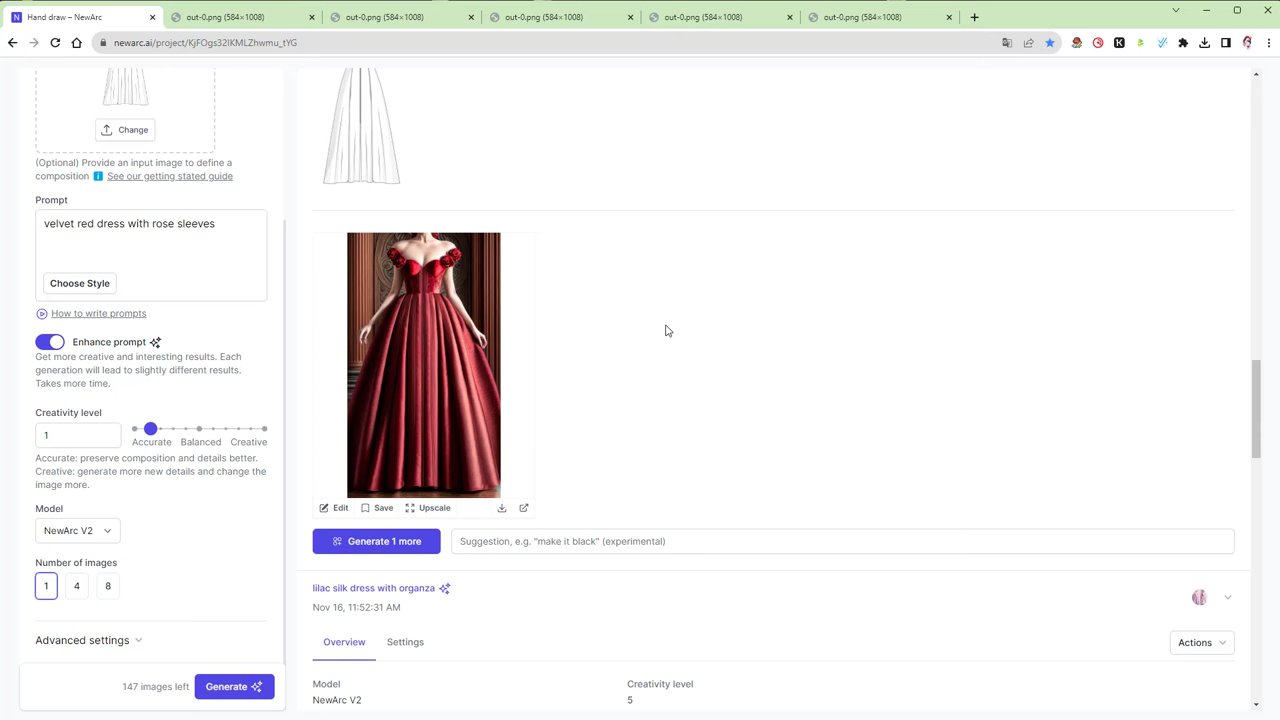 Hand draw – NewArc
out-0.png (584×1008)
out-0.png (584×1008)
out-0.png (584×1008)
out-0.png (584×1008)
out-0.png (584×1008)
newarc.ai/project/KjFOgs32IKMLZhwmu_tYG
Change
(Optional) Provide an input image to define a
composition See our getting stated guide
Prompt
velvet red dress with rose sleeves
Choose Style
How to write prompts
Enhance prompt
Get more creative and interesting results. Each
generation will lead to slightly different results.
Takes more time.
Creativity level
1
Accurate Balanced Creative
Accurate: preserve composition and details better.
Creative: generate more new details and change the
image more.
Model
NewArc V2
Number of images
1 4 8
Advanced settings
147 images left
Generate
Edit Save Upscale
Generate 1 more
Suggestion, e.g. "make it black" (experimental)
lilac silk dress with organza
Nov 16, 11:52:31 AM
Overview Settings
Actions
Model Creativity level
NewArc V2 5